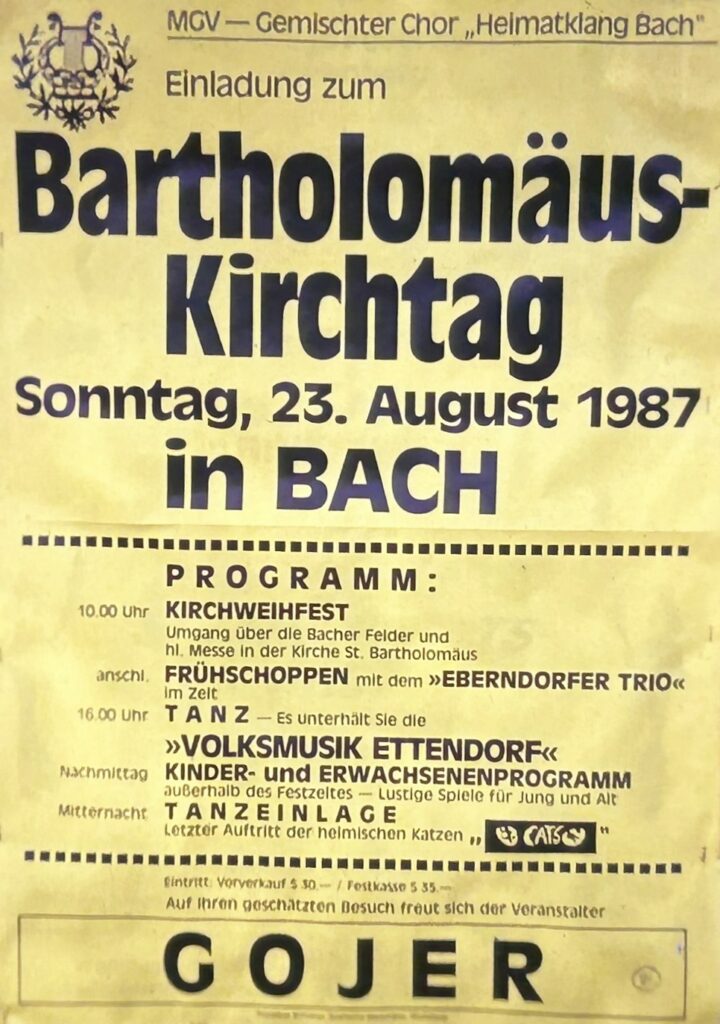 MGV — Gemischter Chor „Heimatklang Bach"
Einladung zum
Bartholomäus-
Kirchtag
Sonntag, 23. August 1987
in BACH
PROGRAMM:
10.00 Uhr KIRCHWEIHFEST
Umgang über die Bacher Felder und
hl. Messe in der Kirche St. Bartholomäus
anschl. FRÜHSCHOPPEN mit dem »EBERNDORFER TRIO«
im Zelt
16.00 Uhr TANZ — Es unterhält Sie die
»VOLKSMUSIK ETTENDORF«
Nachmittag KINDER- und ERWACHSENENPROGRAMM
außerhalb des Festzeltes — Lustige Spiele für Jung und Alt
Mitternacht TANZEINLAGE
Letzter Auftritt der heimischen Katzen „CATS"
Eintritt: Vorverkauf S 30.— / Festkasse S 35.—
Auf Ihren geschätzten Besuch freut sich der Veranstalter
GOJER